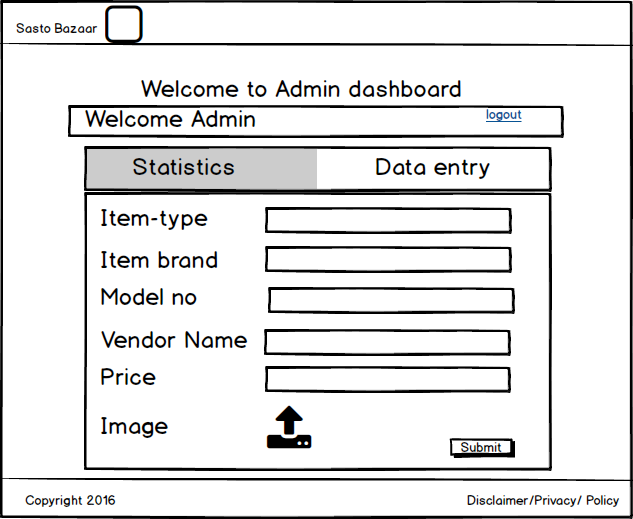 Sasto Bazaar
Welcome to Admin dashboard
Welcome Admin logout
Statistics Data entry
Item-type
Item brand
Model no
Vendor Name
Price
Image
Submit
Copyright 2016 Disclaimer/Privacy/ Policy